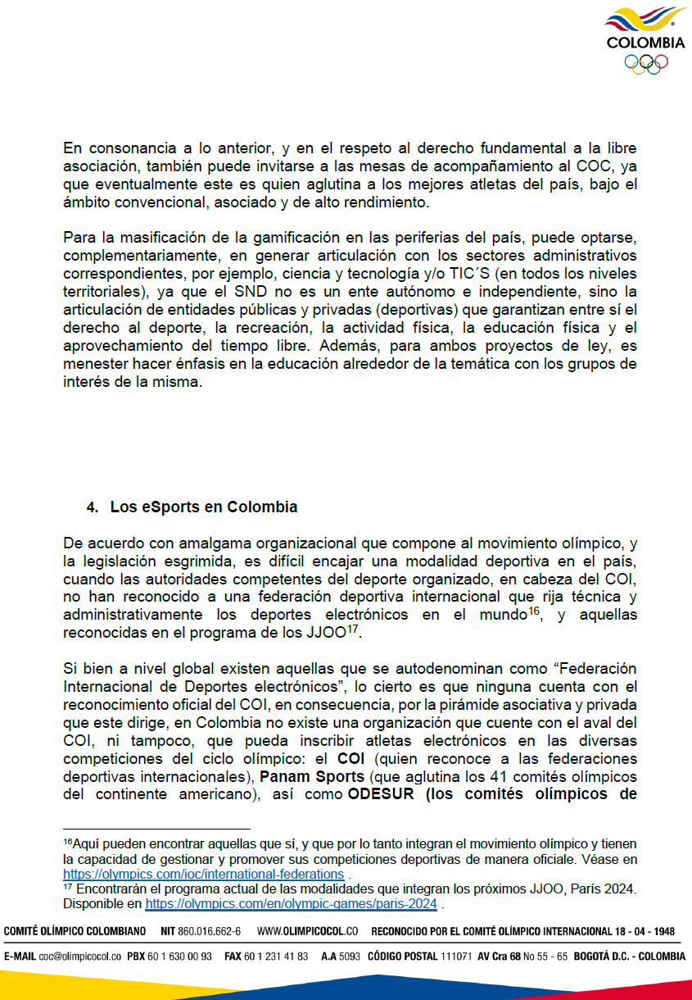 COLOMBIA
En consonancia a lo anterior, y en el respeto al derecho fundamental a la libre
asociación, también puede invitarse a las mesas de acompañamiento al COC, ya
que eventualmente este es quien aglutina a los mejores atletas del país, bajo el
ámbito convencional, asociado y de alto rendimiento.
Para la masificación de la gamificación en las periferias del país, puede optarse,
complementariamente, en generar articulación con los sectores administrativos
correspondientes, por ejemplo, ciencia y tecnología y/o TIC´S (en todos los niveles
territoriales), ya que el SND no es un ente autónomo e independiente, sino la
articulación de entidades públicas y privadas (deportivas) que garantizan entre sí el
derecho al deporte, la recreación, la actividad física, la educación física y el
aprovechamiento del tiempo libre. Además, para ambos proyectos de ley, es
menester hacer énfasis en la educación alrededor de la temática con los grupos de
interés de la misma.
4. Los eSports en Colombia
De acuerdo con amalgama organizacional que compone al movimiento olímpico, y
la legislación esgrimida, es difícil encajar una modalidad deportiva en el país,
cuando las autoridades competentes del deporte organizado, en cabeza del COI,
no han reconocido a una federación deportiva internacional que rija técnica y
administrativamente los deportes electrónicos en el mundo16, y aquellas
reconocidas en el programa de los JJOO17.
Si bien a nivel global existen aquellas que se autodenominan como “Federación
Internacional de Deportes electrónicos”, lo cierto es que ninguna cuenta con el
reconocimiento oficial del COI, en consecuencia, por la pirámide asociativa y privada
que este dirige, en Colombia no existe una organización que cuente con el aval del
COI, ni tampoco, que pueda inscribir atletas electrónicos en las diversas
competiciones del ciclo olímpico: el COI (quien reconoce a las federaciones
deportivas internacionales), Panam Sports (que aglutina los 41 comités olímpicos
del continente americano), así como ODESUR (los comités olímpicos de
16Aquí pueden encontrar aquellas que sí, y que por lo tanto integran el movimiento olímpico y tienen
la capacidad de gestionar y promover sus competiciones deportivas de manera oficiale. Véase en
https://olympics.com/ioc/international-federations .
17 Encontrarán el programa actual de las modalidades que integran los próximos JJOO, París 2024.
Disponible en https://olympics.com/en/olympic-games/paris-2024 .
COMITÉ OLÍMPICO COLOMBIANO NIT 860.016.662-6 WWW.OLIMPICOCOL.CO RECONOCIDO POR EL COMITÉ OLÍMPICO INTERNACIONAL 18 - 04 - 1948
E-MAIL coc@olimpicocol.co PBX 60 1 630 00 93 FAX 60 1 231 41 83 A.A 5093 CÓDIGO POSTAL 111071 AV Cra 68 No 55 - 65 BOGOTÁ D.C. - COLOMBIA